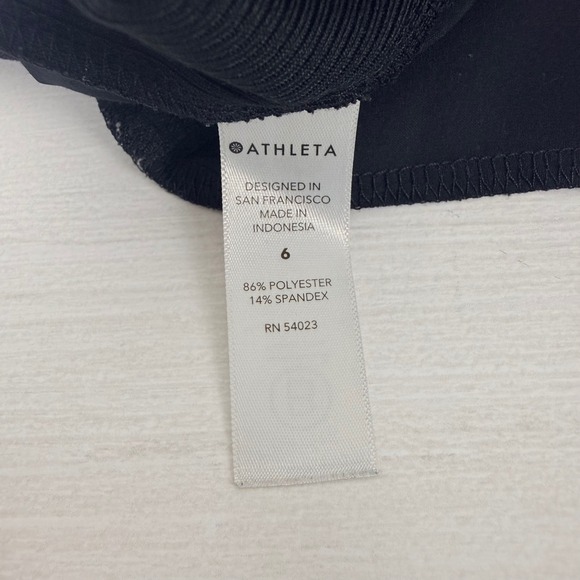 ATHLETA
DESIGNED IN
SAN FRANCISCO
MADE IN
INDONESIA
6
86% POLYESTER
14% SPANDEX
RN 54023